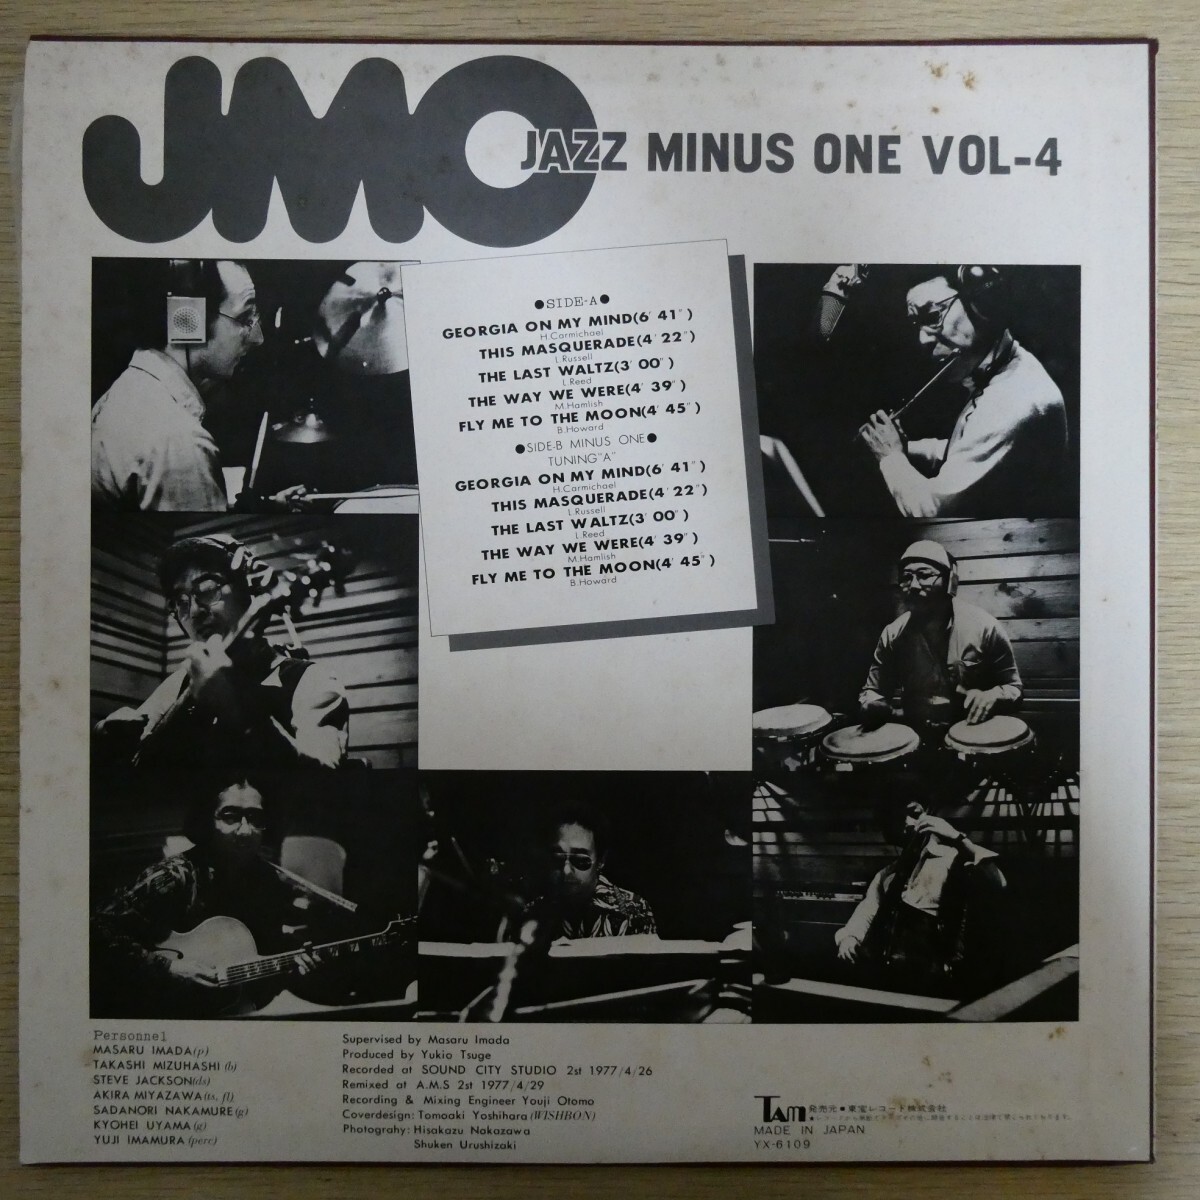 JMO
JAZZ MINUS ONE VOL-4
●SIDE-A●
GEORGIA ON MY MIND(6' 41")
H.Carmichael
THIS MASQUERADE(4' 22")
L.Russell
THE LAST WALTZ(3' 00")
L.Reed
THE WAY WE WERE(4' 39")
M.Hamlish
FLY ME TO THE MOON(4' 45")
B.Howard
●SIDE-B MINUS ONE●
TUNING"A"
GEORGIA ON MY MIND(6' 41")
H.Carmichael
THIS MASQUERADE(4' 22")
L.Russell
THE LAST WALTZ(3' 00")
L.Reed
THE WAY WE WERE(4' 39")
M.Hamlish
FLY ME TO THE MOON(4' 45")
B.Howard
Personnel
MASARU IMADA(p)
TAKASHI MIZUHASHI(b)
STEVE JACKSON(ds)
AKIRA MIYAZAWA(ts, fl)
SADANORI NAKAMURE(g)
KYOHEI UYAMA(g)
YUJI IMAMURA(perc)
Supervised by Masaru Imada
Produced by Yukio Tsuge
Recorded at SOUND CITY STUDIO 2st 1977/4/26
Remixed at A.M.S 2st 1977/4/29
Recording & Mixing Engineer Youji Otomo
Coverdesign: Tomaaki Yoshihara(WISHBON)
Photograhy: Hisakazu Nakazawa
Shuken Urushizaki
TAM 発売元■東宝レコード株式会社
MADE IN JAPAN
YX-6109